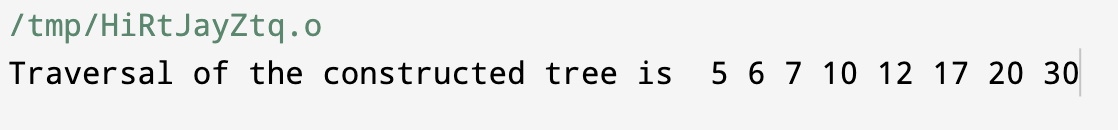 /tmp/HiRtJayZtq.o
Traversal of the constructed tree is  5 6 7 10 12 17 20 30